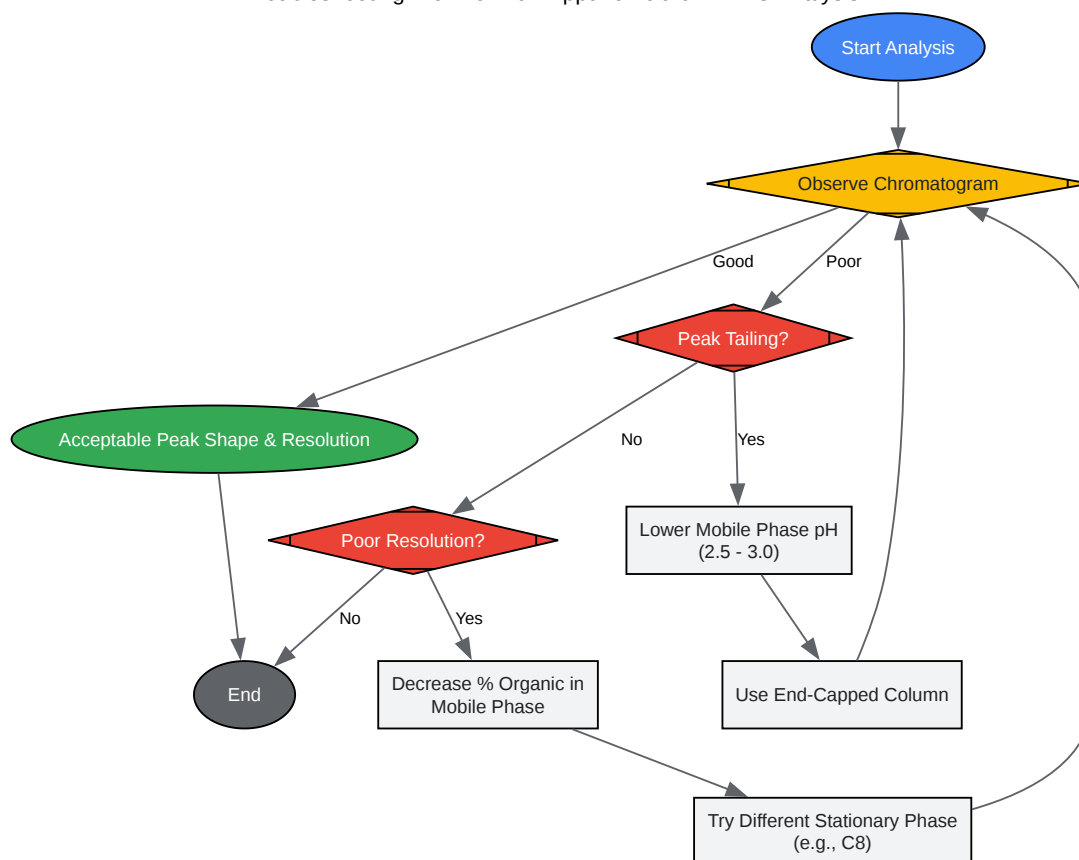 Start Analysis
Observe Chromatogram
Good
Poor
Peak Tailing?
Acceptable Peak Shape & Resolution
No
Yes
Lower Mobile Phase pH
(2.5 - 3.0)
Poor Resolution?
No
Yes
End
Decrease % Organic in
Mobile Phase
Use End-Capped Column
Try Different Stationary Phase
(e.g., C8)